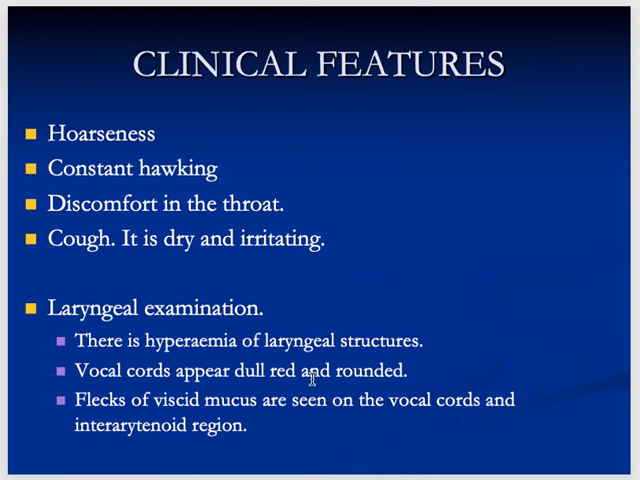 CLINICAL FEATURES
Hoarseness
Constant hawking
Discomfort in the throat.
Cough. It is dry and irritating.
Laryngeal examination.
There is hyperaemia of laryngeal structures.
Vocal cords appear dull red and rounded.
Flecks of viscid mucus are seen on the vocal cords and
interarytenoid region.